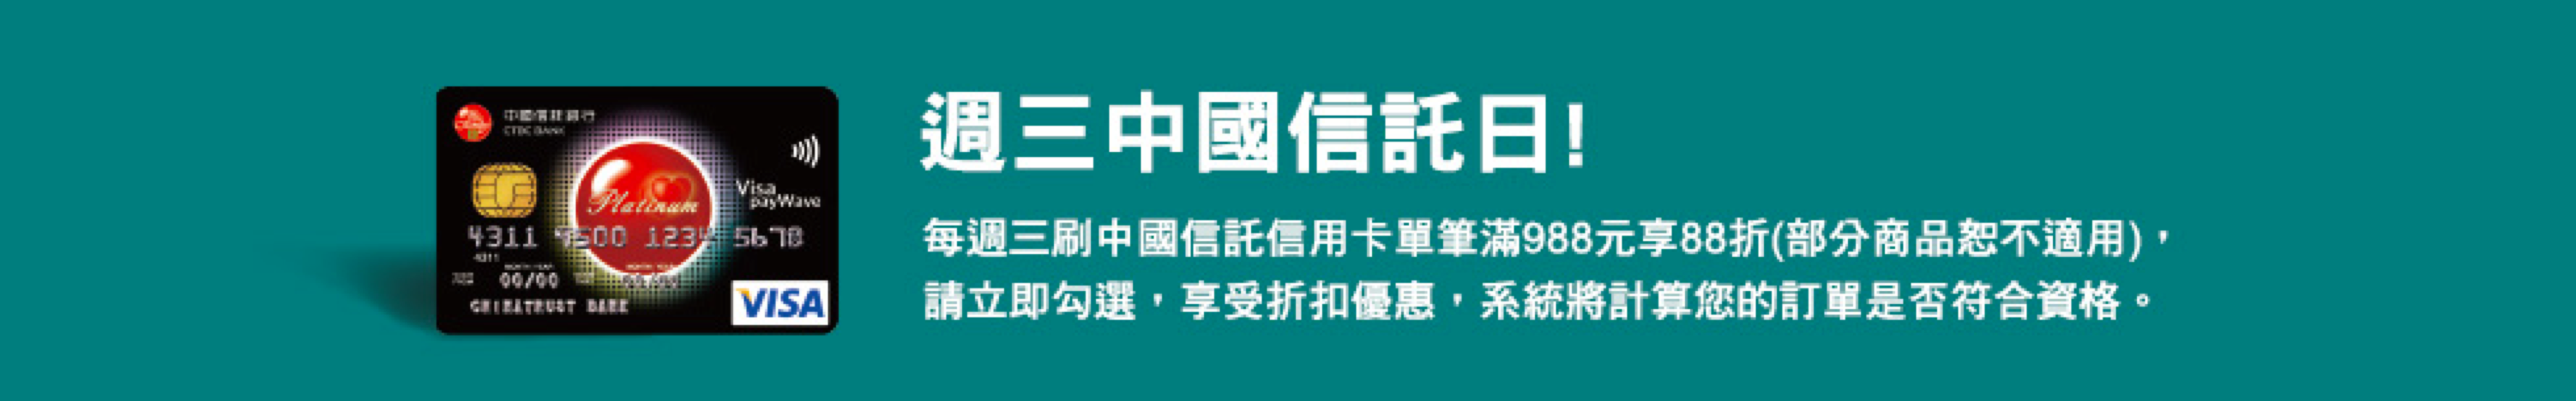 週三中國信託日!
每週三刷中國信託信用卡單筆滿988元享88折(部分商品恕不適用)，
請立即勾選，享受折扣優惠，系統將計算您的訂單是否符合資格。
中國信託銀行
CTBC BANK
Platinum
Visa
payWave
4311 9500 1234 5678
4311
00/00 00/00
CHINATRUST BANK
VISA